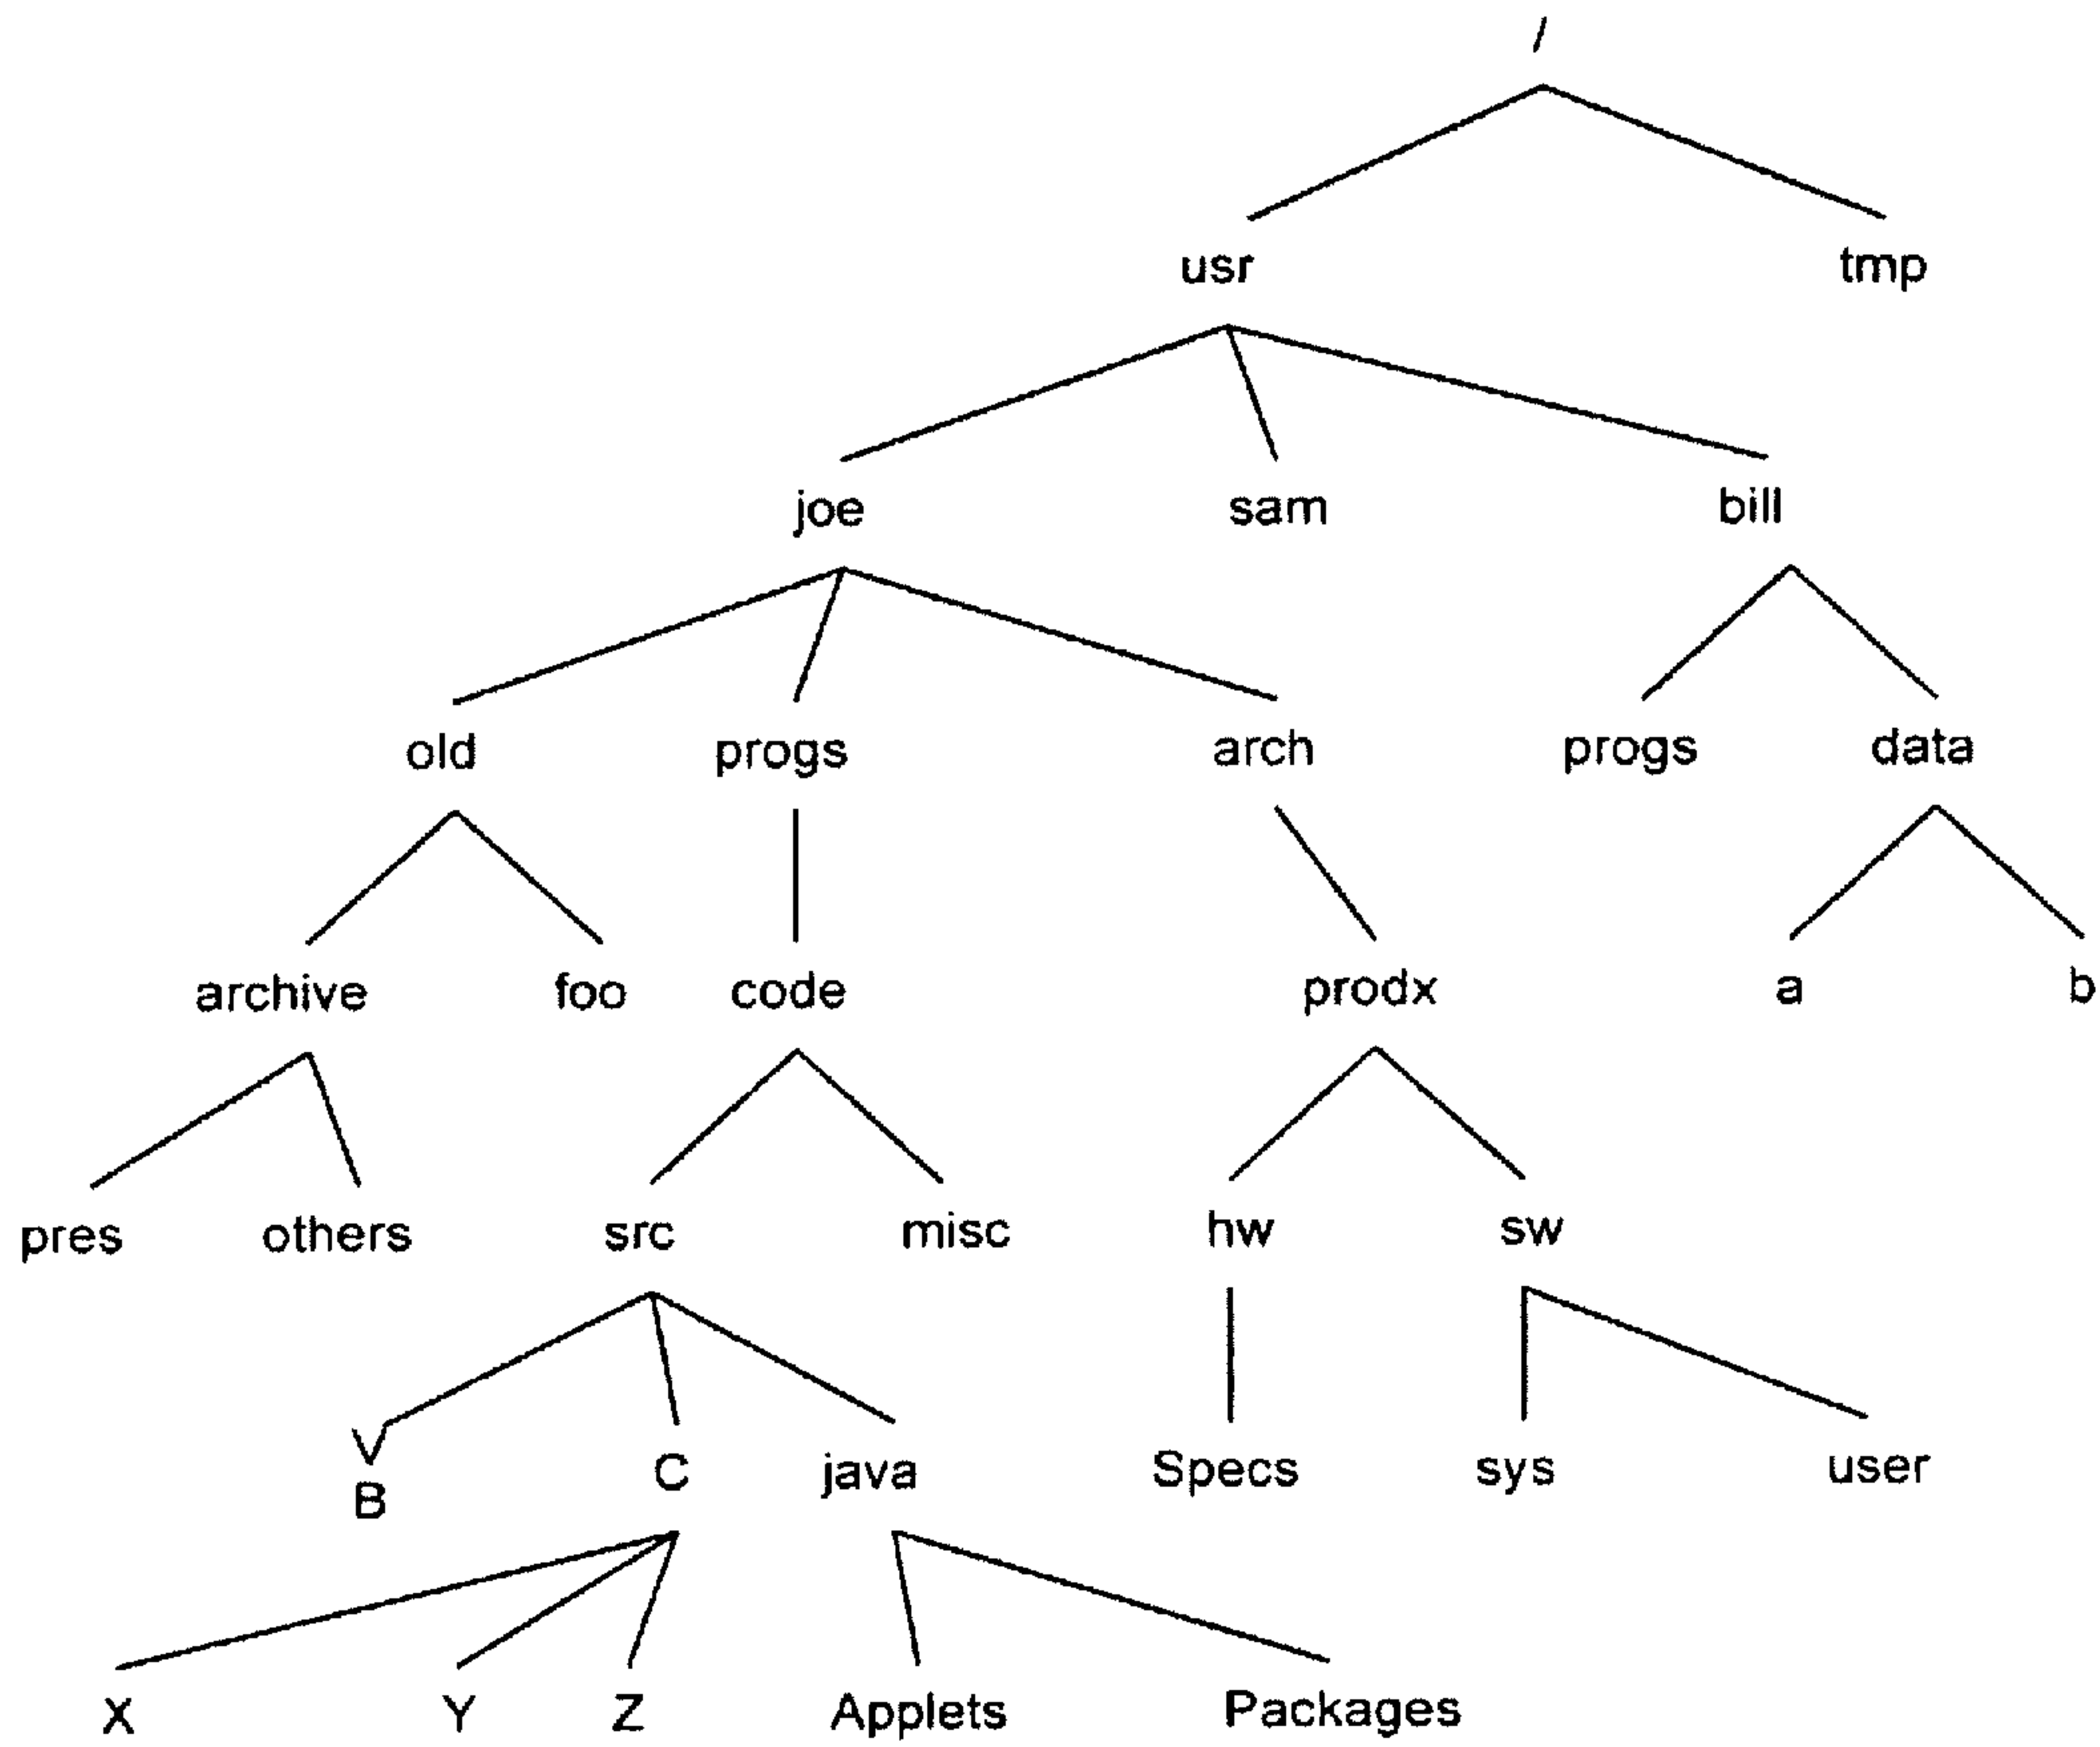 /
usr tmp
joe sam bill
old progs arch progs data
archive foo code prodx a b
pres others src misc hw sw
B C java Specs sys user
X Y Z Applets Packages